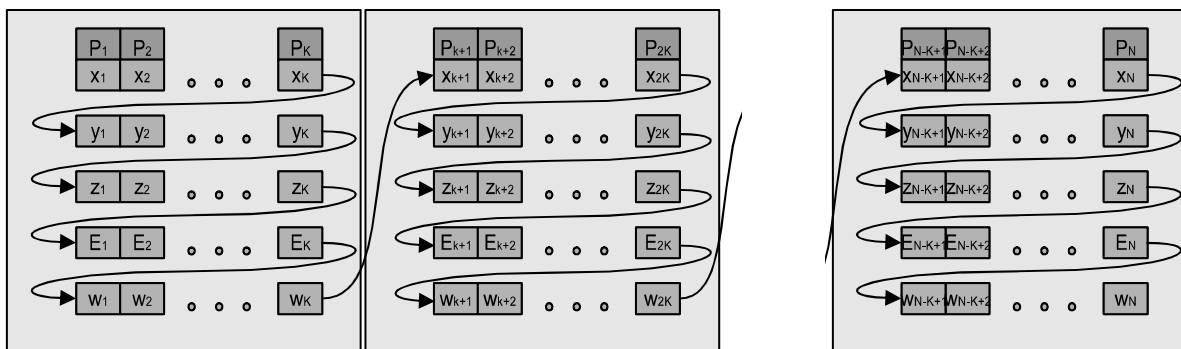 P1 P2 PK Pk+1 Pk+2 P2K PN-K+1 PN-K+2 PN
x1 x2 xK xk+1 xk+2 x2K xN-K+1 xN-K+2 xN
y1 y2 yK yk+1 yk+2 y2K yN-K+1 yN-K+2 yN
z1 z2 zK zk+1 zk+2 z2K zN-K+1 zN-K+2 zN
E1 E2 EK Ek+1 Ek+2 E2K EN-K+1 EN-K+2 EN
w1 w2 wK wk+1 wk+2 w2K wN-K+1 wN-K+2 wN